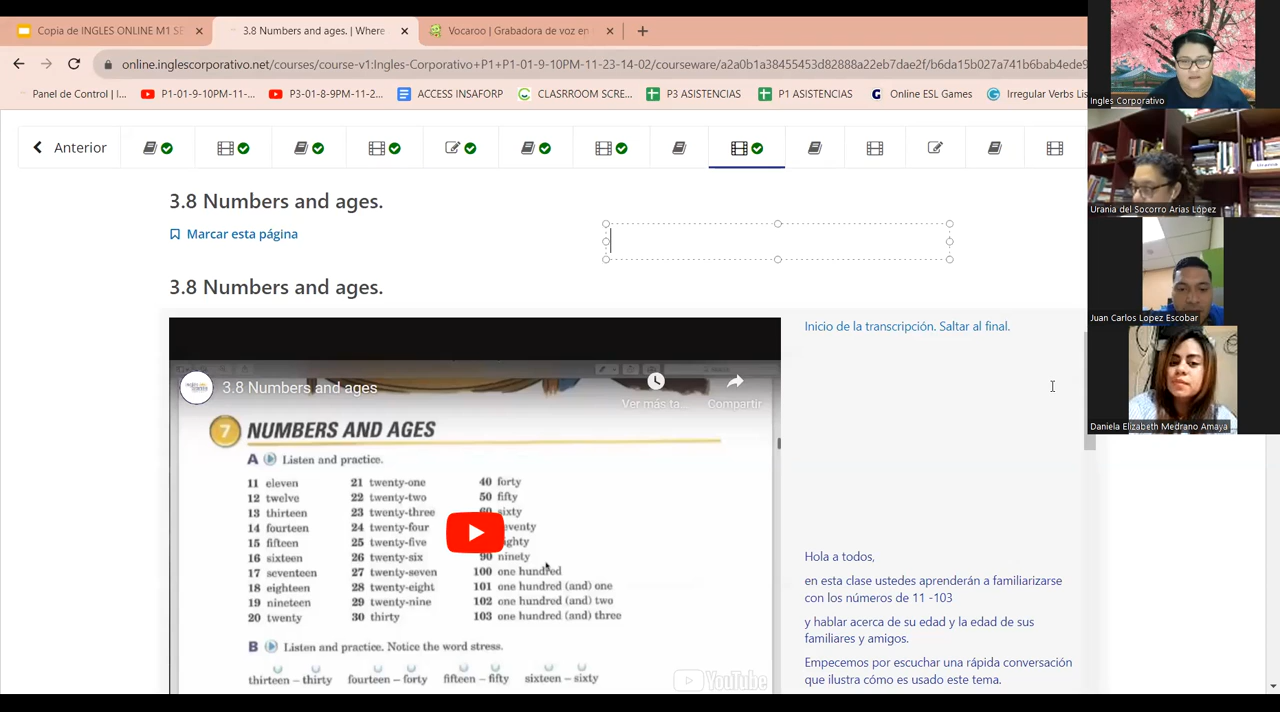 Copia de INGLES ONLINE M1 SE
3.8 Numbers and ages. | Where
Vocaroo | Grabadora de voz en
online.inglescorporativo.net/courses/course-v1:Ingles-Corporativo+P1+P1-01-9-10PM-11-23-14-02/courseware/a2a0b1a38455453d82888a22eb7dae2f/b6da15b027a741b6bab4ede9
Panel de Control | I...
P1-01-9-10PM-11-...
P3-01-8-9PM-11-2...
ACCESS INSAFORP
CLASRROOM SCRE...
P3 ASISTENCIAS
P1 ASISTENCIAS
Online ESL Games
Irregular Verbs Lis
Anterior
3.8 Numbers and ages.
Marcar esta página
3.8 Numbers and ages.
3.8 Numbers and ages
Ver más ta...
Compartir
7 NUMBERS AND AGES
A Listen and practice.
11 eleven 21 twenty-one 40 forty
12 twelve 22 twenty-two 50 fifty
13 thirteen 23 twenty-three 60 sixty
14 fourteen 24 twenty-four eventy
15 fifteen 25 twenty-five ighty
16 sixteen 26 twenty-six 90 ninety
17 seventeen 27 twenty-seven 100 one hundred
18 eighteen 28 twenty-eight 101 one hundred (and) one
19 nineteen 29 twenty-nine 102 one hundred (and) two
20 twenty 30 thirty 103 one hundred (and) three
B Listen and practice. Notice the word stress.
thirteen – thirty fourteen – forty fifteen – fifty sixteen – sixty
YouTube
Inicio de la transcripción. Saltar al final.
Hola a todos,
en esta clase ustedes aprenderán a familiarizarse
con los números de 11 -103
y hablar acerca de su edad y la edad de sus
familiares y amigos.
Empecemos por escuchar una rápida conversación
que ilustra cómo es usado este tema.
Ingles Corporativo
Urania del Socorro Arias López
Juan Carlos Lopez Escobar
Daniela Elizabeth Medrano Amaya